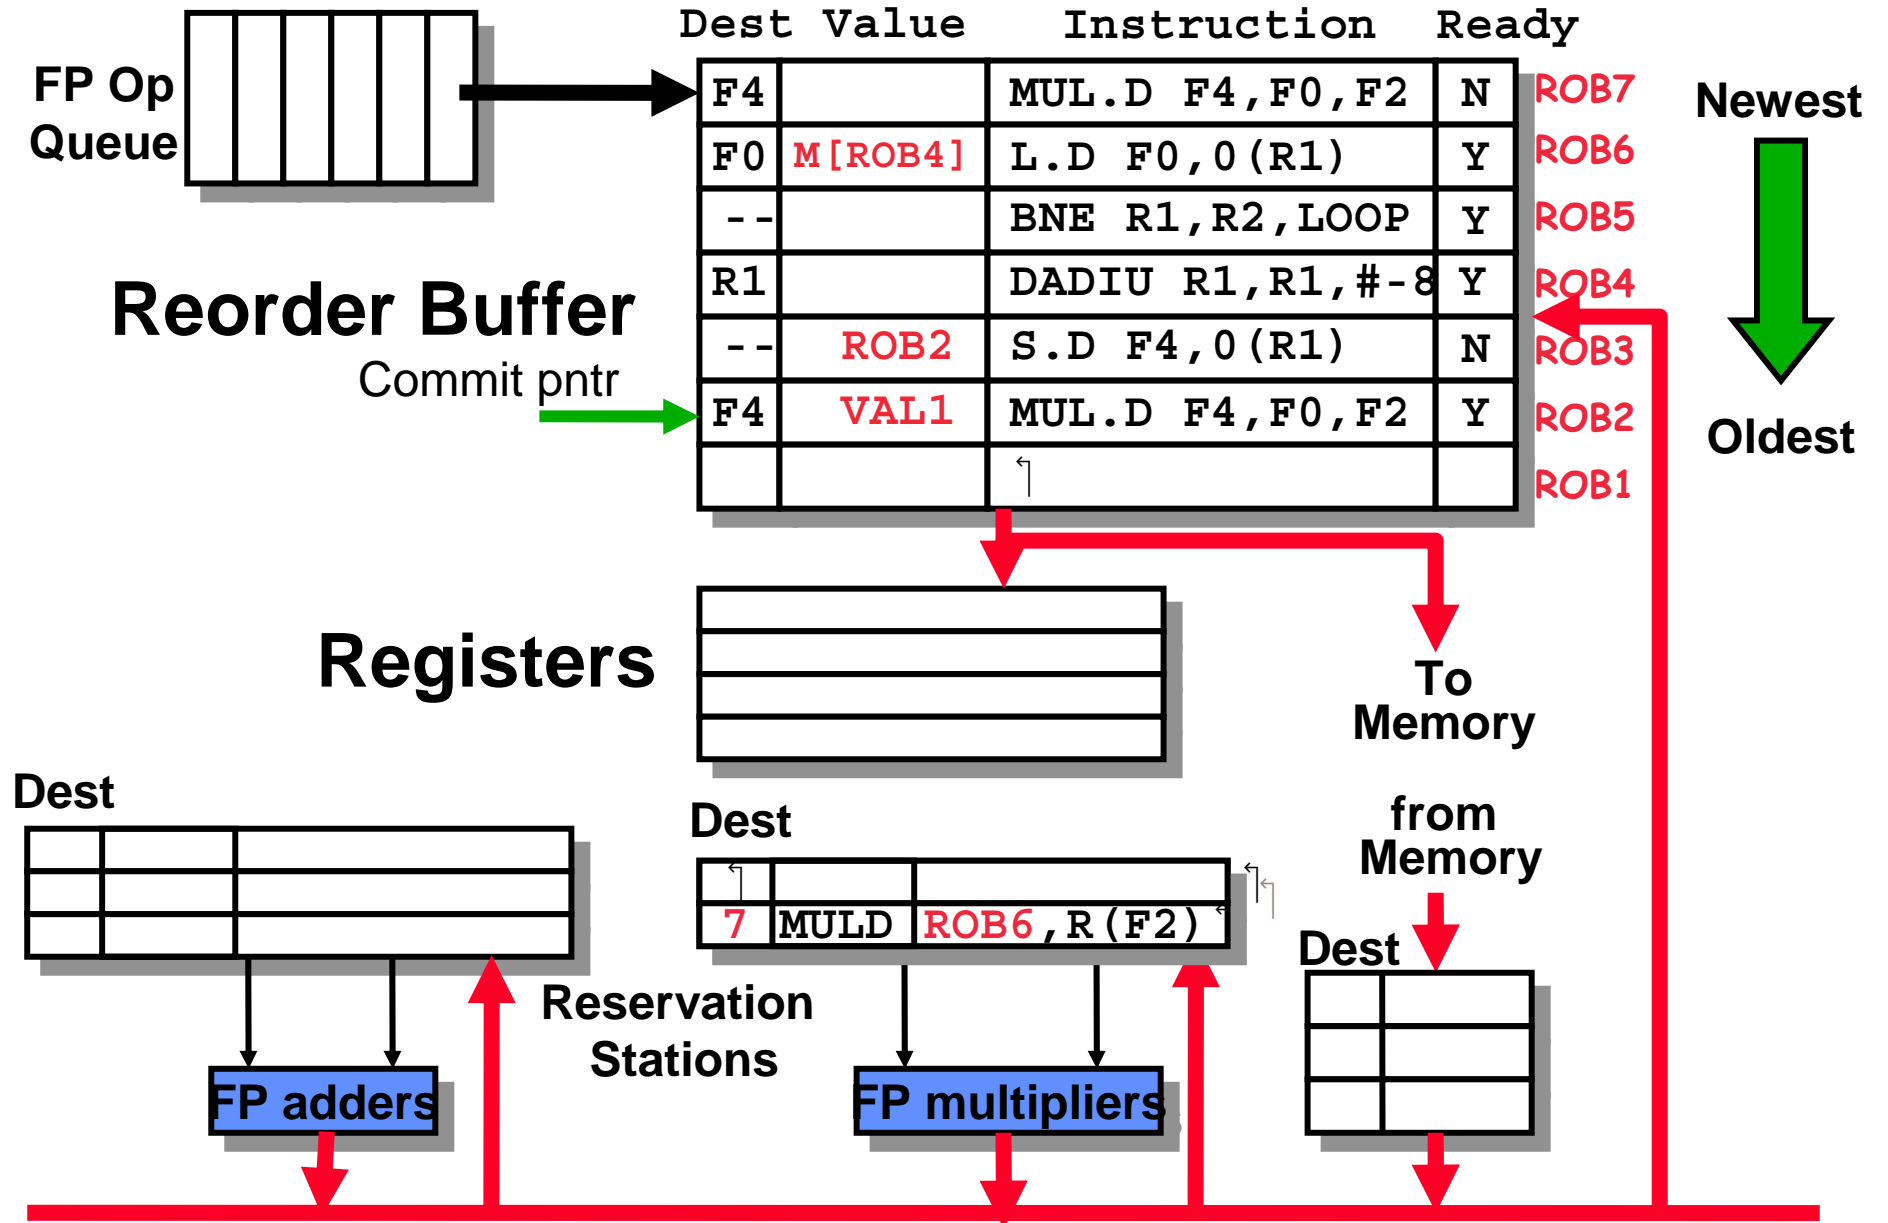 Dest Value Instruction Ready
FP Op
Queue
F4 MUL.D F4,F0,F2 N ROB7
Newest
F0 M[ROB4] L.D F0,0(R1) Y ROB6
-- BNE R1,R2,LOOP Y ROB5
Reorder Buffer
R1 DADIU R1,R1,#-8 Y ROB4
-- ROB2 S.D F4,0(R1) N ROB3
Commit pntr
F4 VAL1 MUL.D F4,F0,F2 Y ROB2
Oldest
ROB1
Registers
To
Memory
Dest
Dest
from
Memory
7 MULD ROB6,R(F2)
Dest
Reservation
Stations
FP adders
FP multipliers